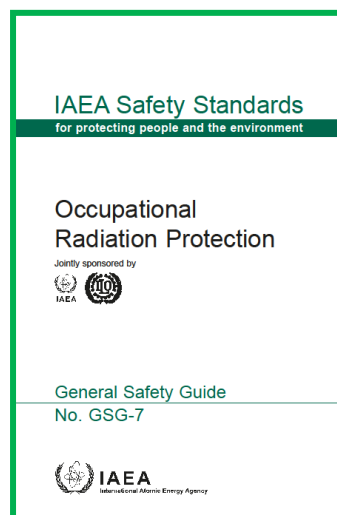 IAEA Safety Standards
for protecting people and the environment
Occupational
Radiation Protection
Jointly sponsored by
IAEA
ILO
General Safety Guide
No. GSG-7
IAEA
International Atomic Energy Agency